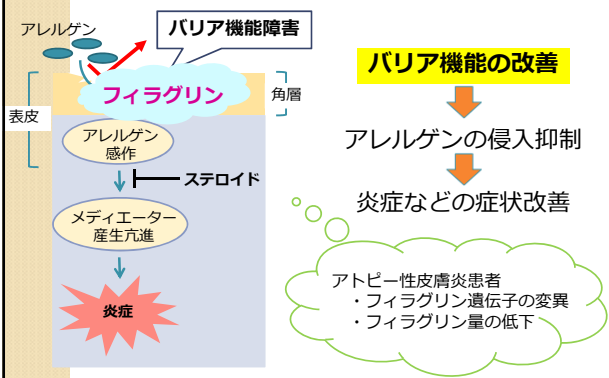 アレルゲン
バリア機能障害
フィラグリン
角層
表皮
アレルゲン
感作
ステロイド
メディエーター
産生亢進
炎症
バリア機能の改善
アレルゲンの侵入抑制
炎症などの症状改善
アトピー性皮膚炎患者
・フィラグリン遺伝子の変異
・フィラグリン量の低下